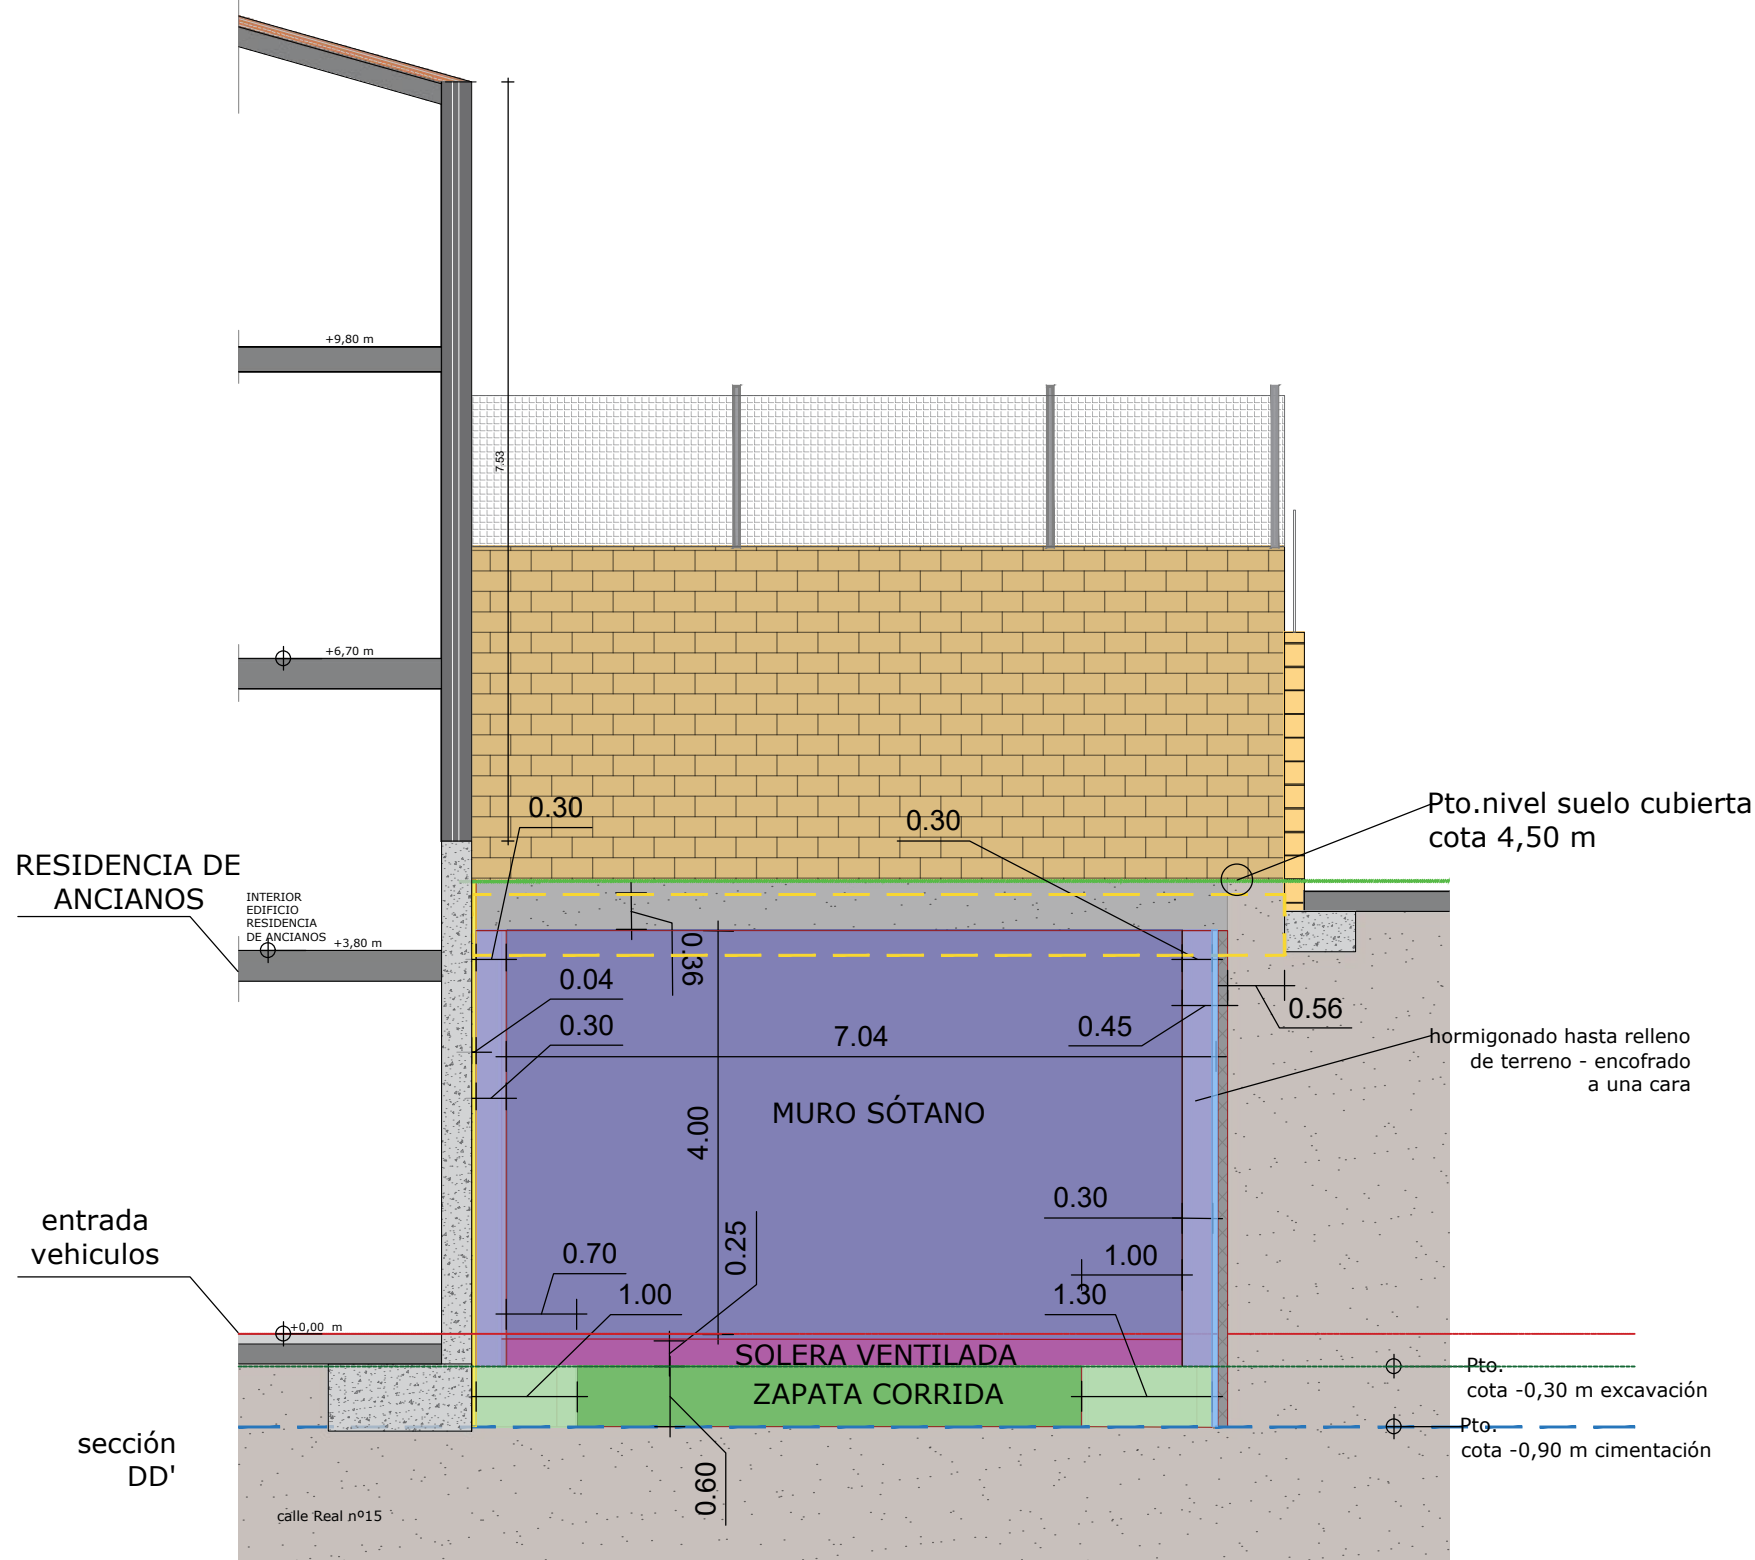 +9,80 m
7.53
+6,70 m
0.30
0.30
Pto.nivel suelo cubierta
cota 4,50 m
RESIDENCIA DE
ANCIANOS
INTERIOR
EDIFICIO
RESIDENCIA
DE ANCIANOS
+3,80 m
0.36
0.04
0.30
7.04
0.45
0.56
hormigonado hasta relleno
de terreno - encofrado
a una cara
MURO SÓTANO
4.00
0.30
entrada
vehiculos
0.25
0.70
1.00
1.00
1.30
+0,00 m
SOLERA VENTILADA
ZAPATA CORRIDA
Pto.
cota -0,30 m excavación
Pto.
cota -0,90 m cimentación
sección
DD'
0.60
calle Real nº15